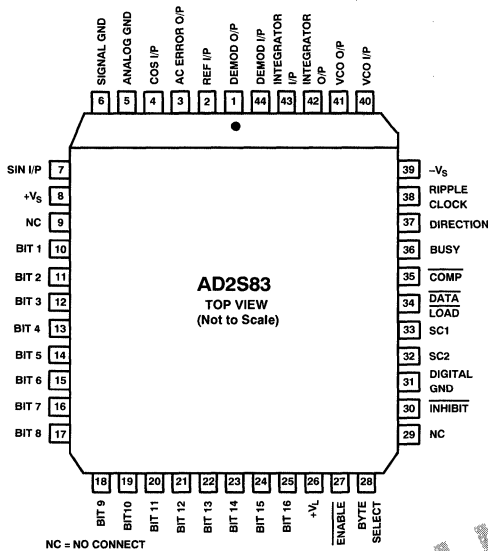 SIGNAL GND
ANALOG GND
COS I/P
AC ERROR O/P
REF I/P
DEMOD O/P
DEMOD I/P
INTEGRATOR
I/P
INTEGRATOR
O/P
VCO O/P
VCO I/P
6 5 4 3 2 1 44 43 42 41 40
SIN I/P 7
+VS 8
NC 9
BIT 1 10
BIT 2 11
BIT 3 12
BIT 4 13
BIT 5 14
BIT 6 15
BIT 7 16
BIT 8 17
AD2S83
TOP VIEW
(Not to Scale)
39 –VS
38 RIPPLE
CLOCK
37 DIRECTION
36 BUSY
35 COMP
34 DATA
LOAD
33 SC1
32 SC2
31 DIGITAL
GND
30 INHIBIT
29 NC
18 19 20 21 22 23 24 25 26 27 28
BIT 9
BIT10
BIT 11
BIT 12
BIT 13
BIT 14
BIT 15
BIT 16
+VL
ENABLE
BYTE
SELECT
NC = NO CONNECT